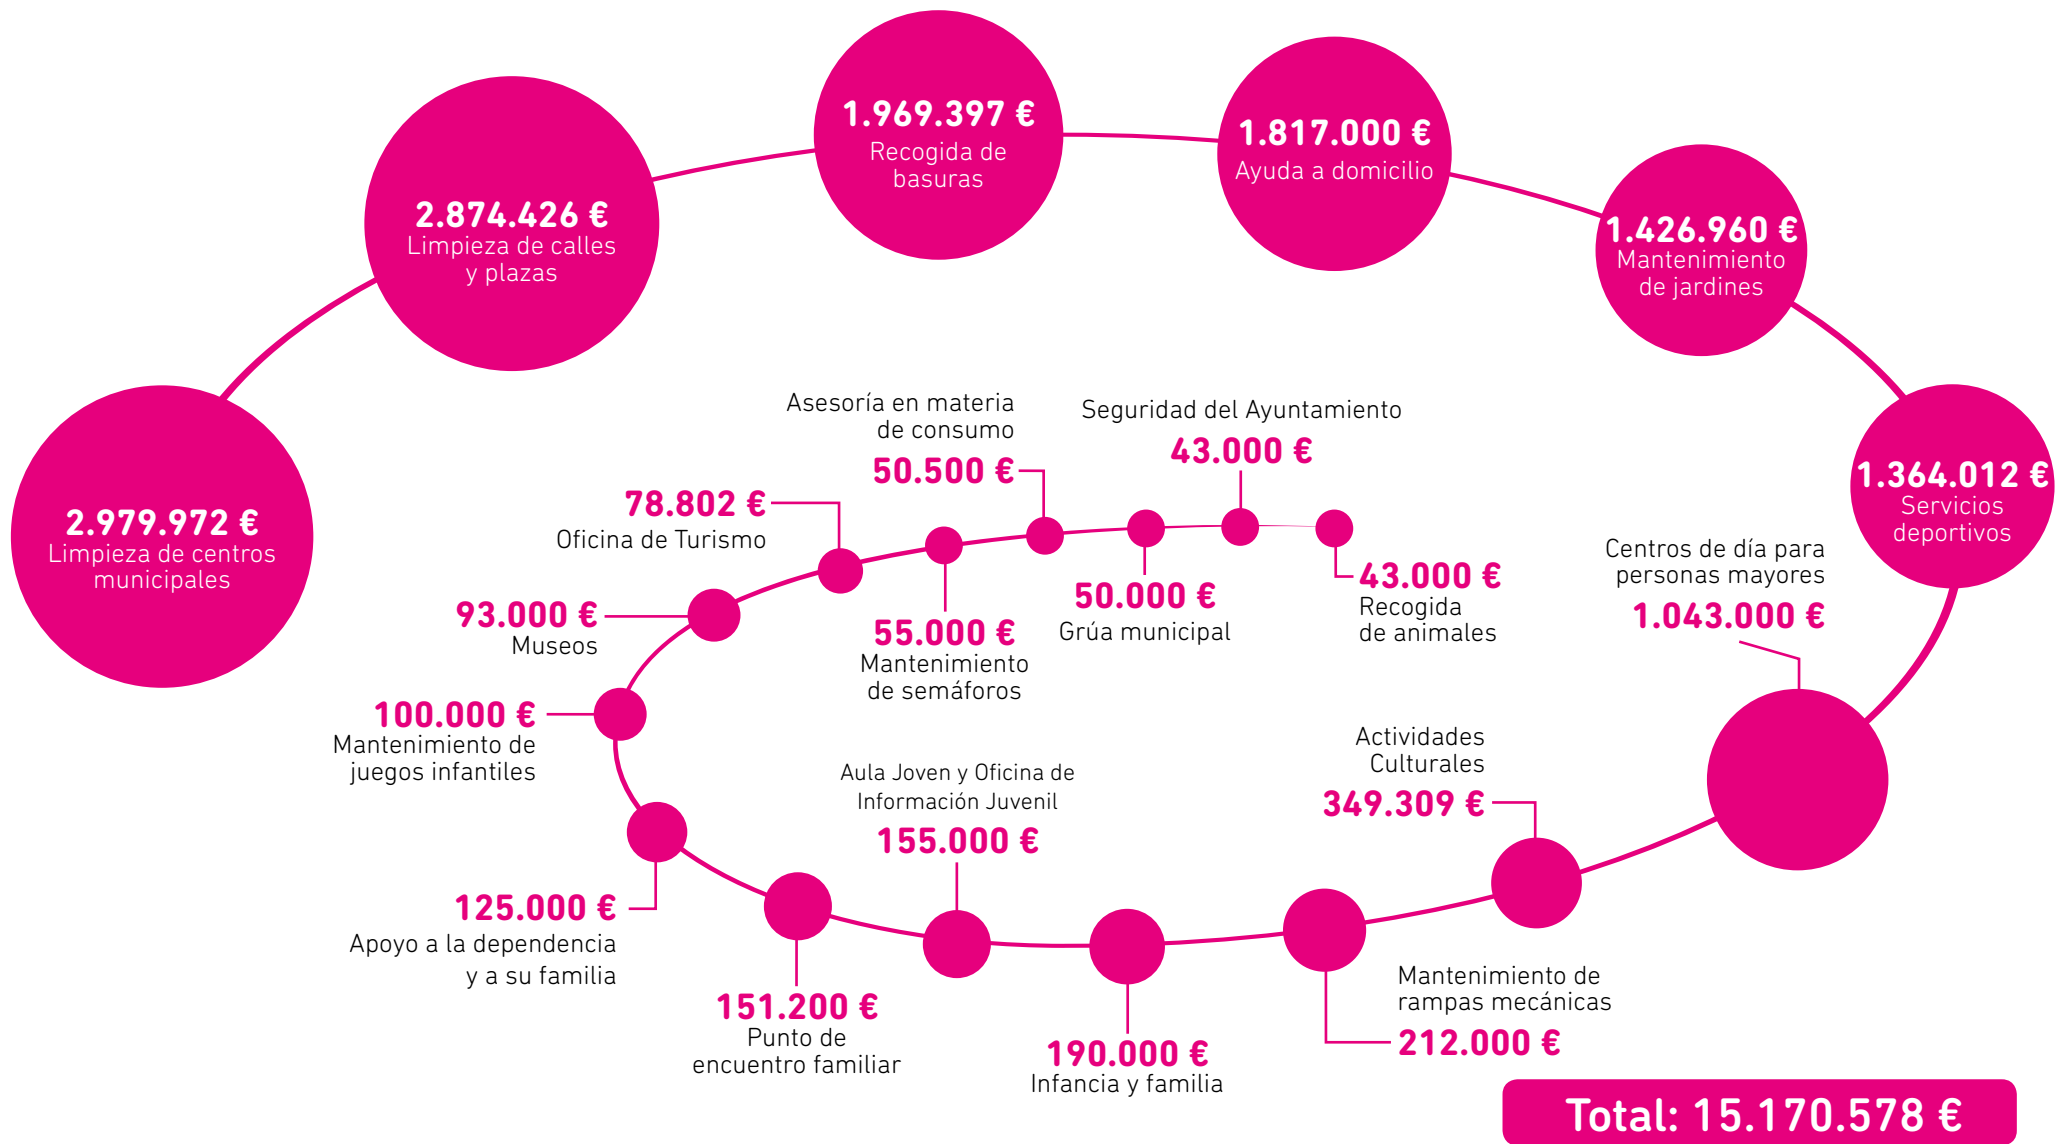 2.979.972 €
Limpieza de centros
municipales
2.874.426 €
Limpieza de calles
y plazas
1.969.397 €
Recogida de
basuras
1.817.000 €
Ayuda a domicilio
1.426.960 €
Mantenimiento
de jardines
1.364.012 €
Servicios
deportivos
Centros de día para
personas mayores
1.043.000 €
Actividades
Culturales
349.309 €
Mantenimiento de
rampas mecánicas
212.000 €
190.000 €
Infancia y familia
Aula Joven y Oficina de
Información Juvenil
155.000 €
151.200 €
Punto de
encuentro familiar
125.000 €
Apoyo a la dependencia
y a su familia
100.000 €
Mantenimiento de
juegos infantiles
93.000 €
Museos
78.802 €
Oficina de Turismo
55.000 €
Mantenimiento
de semáforos
Asesoría en materia
de consumo
50.500 €
50.000 €
Grúa municipal
Seguridad del Ayuntamiento
43.000 €
43.000 €
Recogida
de animales
Total: 15.170.578 €